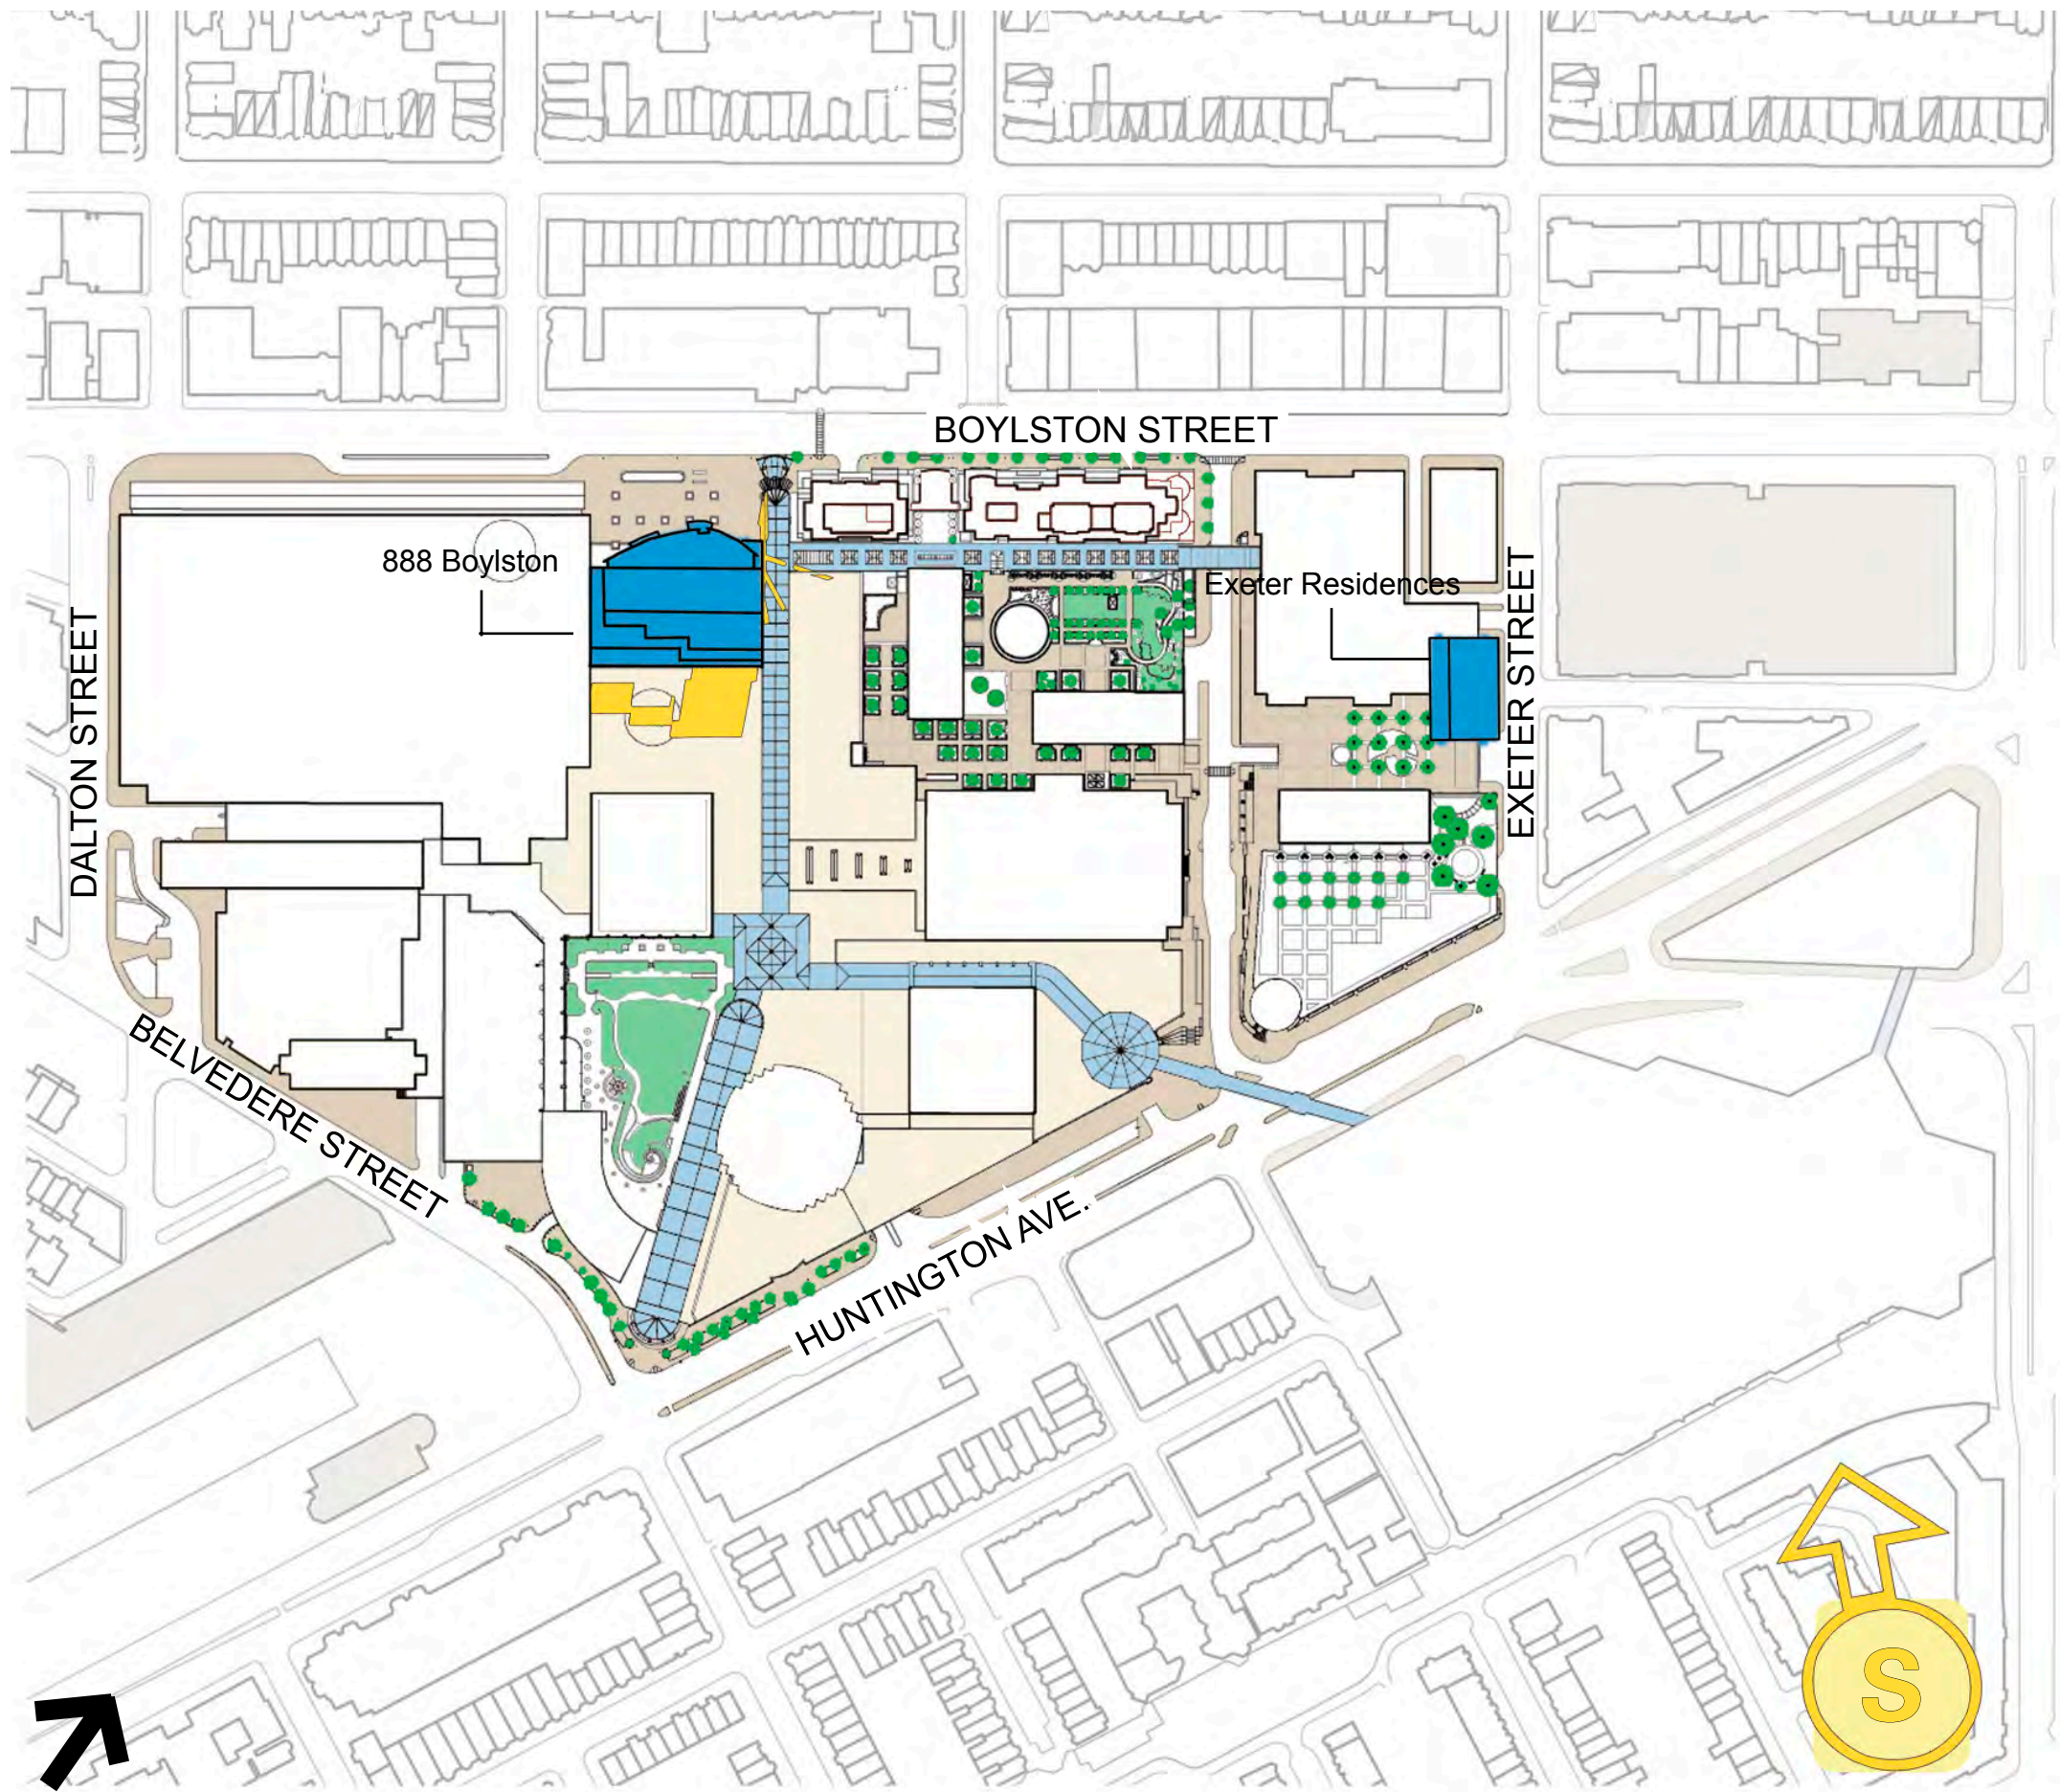 BOYLSTON STREET
888 Boylston
Exeter Residences
DALTON STREET
EXETER STREET
BELVEDERE STREET
HUNTINGTON AVE.
S